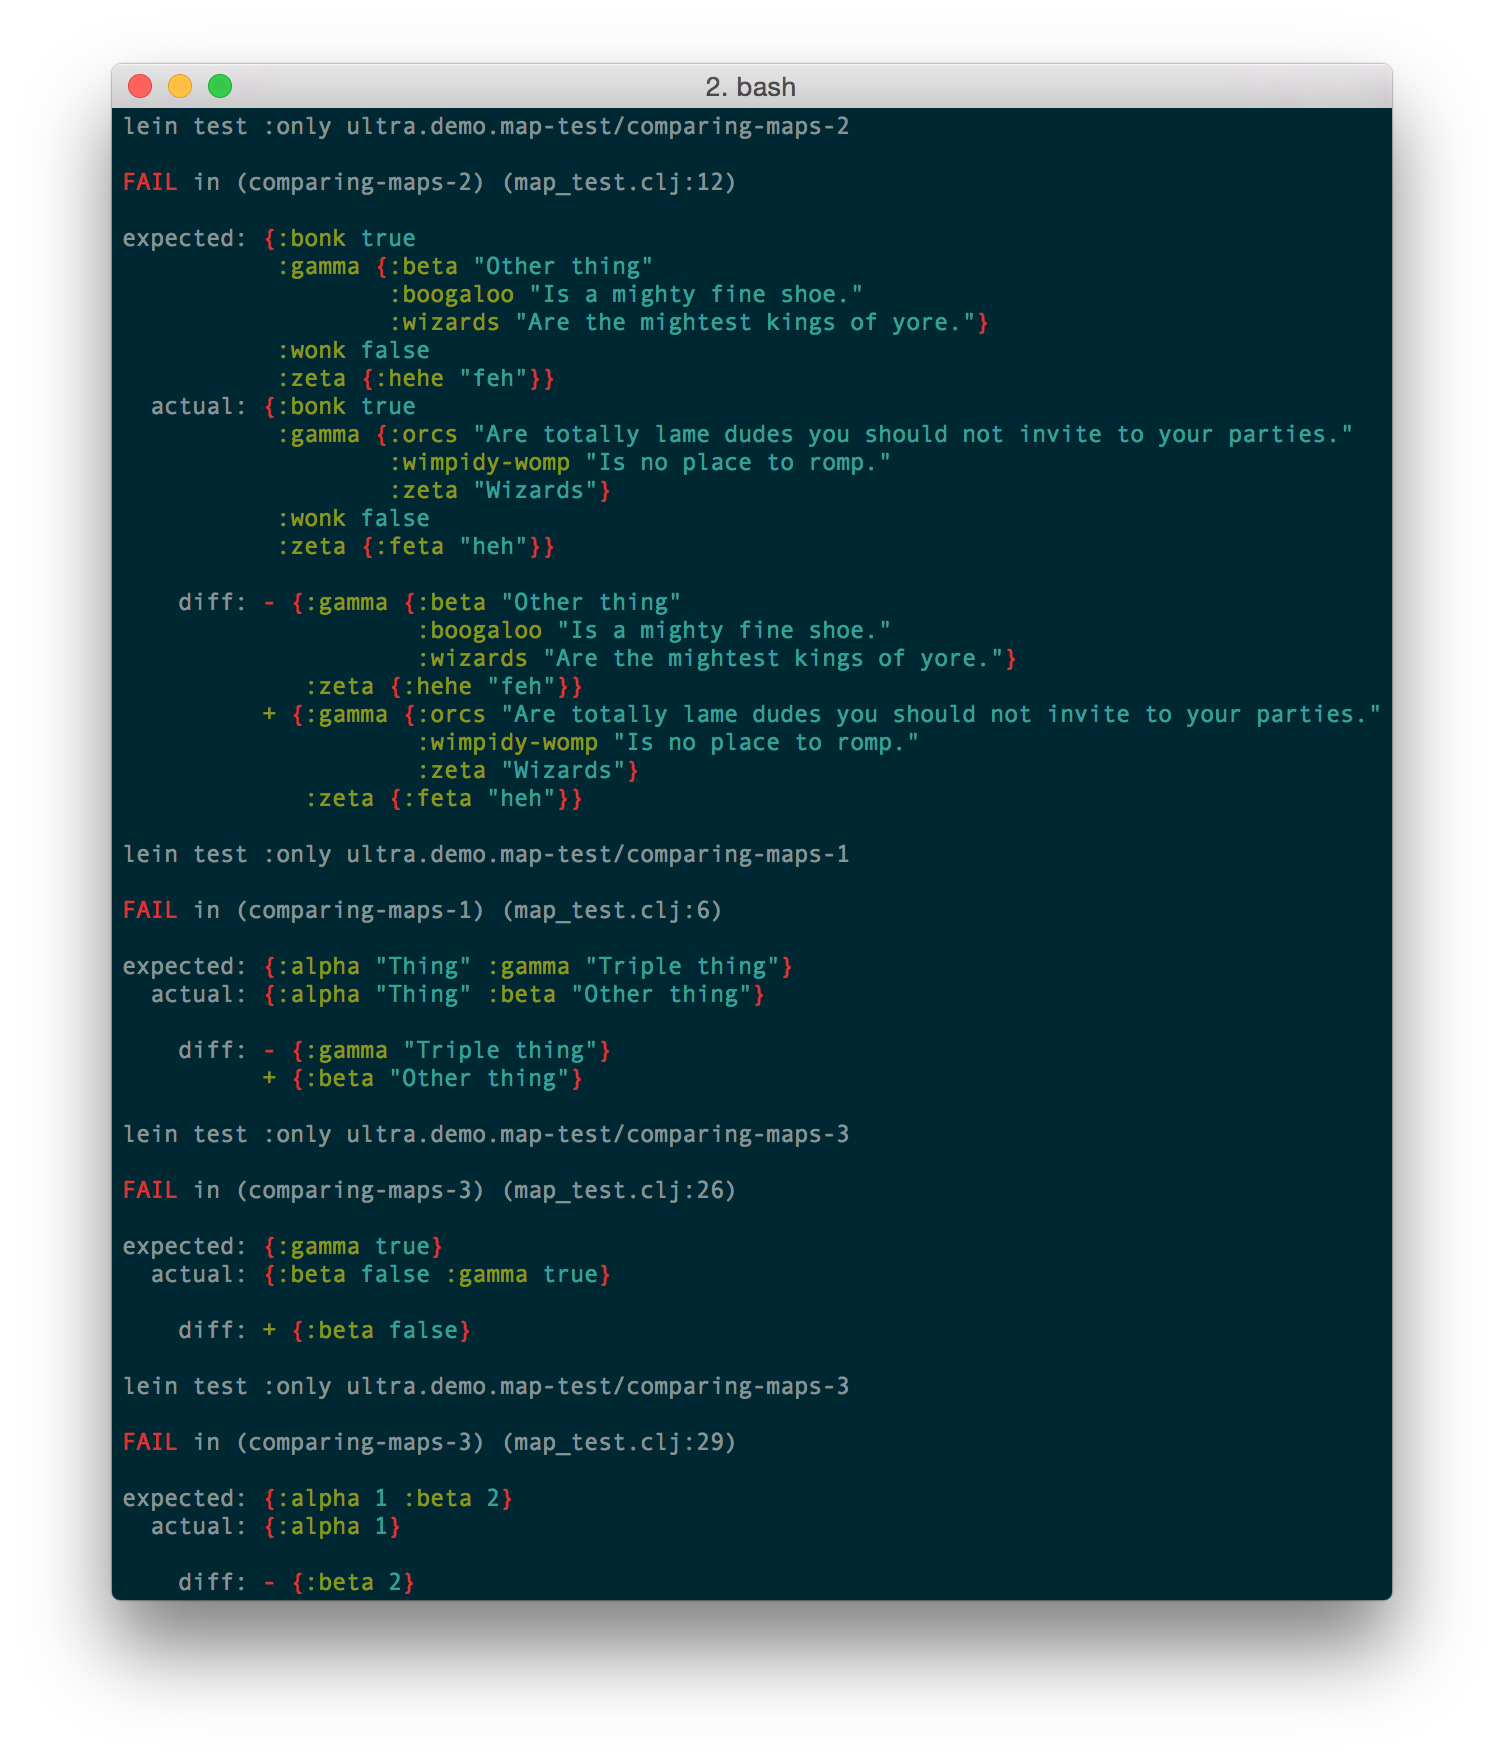 2. bash
lein test :only ultra.demo.map-test/comparing-maps-2
FAIL in (comparing-maps-2) (map_test.clj:12)
expected: {:bonk true
:gamma {:beta "Other thing"
:boogaloo "Is a mighty fine shoe."
:wizards "Are the mightest kings of yore."}
:wonk false
:zeta {:hehe "feh"}}
actual: {:bonk true
:gamma {:orcs "Are totally lame dudes you should not invite to your parties."
:wimpidy-womp "Is no place to romp."
:zeta "Wizards"}
:wonk false
:zeta {:feta "heh"}}
diff: - {:gamma {:beta "Other thing"
:boogaloo "Is a mighty fine shoe."
:wizards "Are the mightest kings of yore."}
:zeta {:hehe "feh"}}
+ {:gamma {:orcs "Are totally lame dudes you should not invite to your parties."
:wimpidy-womp "Is no place to romp."
:zeta "Wizards"}
:zeta {:feta "heh"}}
lein test :only ultra.demo.map-test/comparing-maps-1
FAIL in (comparing-maps-1) (map_test.clj:6)
expected: {:alpha "Thing" :gamma "Triple thing"}
actual: {:alpha "Thing" :beta "Other thing"}
diff: - {:gamma "Triple thing"}
+ {:beta "Other thing"}
lein test :only ultra.demo.map-test/comparing-maps-3
FAIL in (comparing-maps-3) (map_test.clj:26)
expected: {:gamma true}
actual: {:beta false :gamma true}
diff: + {:beta false}
lein test :only ultra.demo.map-test/comparing-maps-3
FAIL in (comparing-maps-3) (map_test.clj:29)
expected: {:alpha 1 :beta 2}
actual: {:alpha 1}
diff: - {:beta 2}